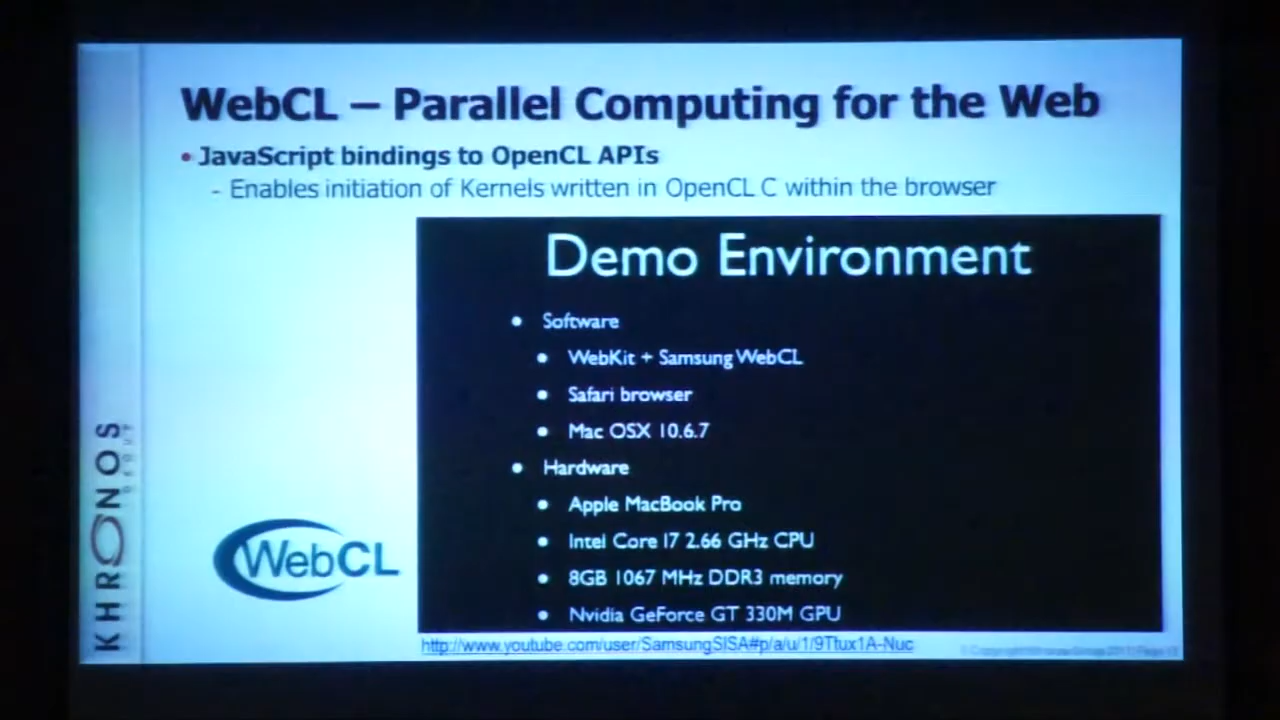 WebCL – Parallel Computing for the Web
• JavaScript bindings to OpenCL APIs
- Enables initiation of Kernels written in OpenCL C within the browser
Demo Environment
• Software
• WebKit + Samsung WebCL
• Safari browser
• Mac OSX 10.6.7
• Hardware
• Apple MacBook Pro
• Intel Core I7 2.66 GHz CPU
• 8GB 1067 MHz DDR3 memory
• Nvidia GeForce GT 330M GPU
http://www.youtube.com/user/SamsungSISA#p/a/u/1/9Ttux1A-Nuc
WebCL
KHRONOS
GROUP